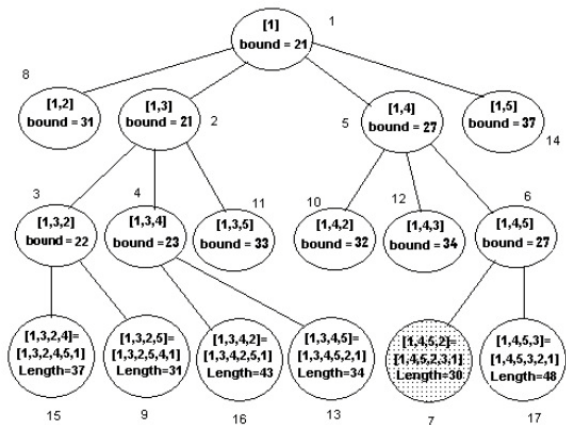 [1]
bound = 21
1
8
[1,2]
bound = 31
[1,3]
bound = 21
2
5
[1,4]
bound = 27
[1,5]
bound = 37
14
3
[1,3,2]
bound = 22
4
[1,3,4]
bound = 23
11
[1,3,5]
bound = 33
10
[1,4,2]
bound = 32
12
[1,4,3]
bound = 34
6
[1,4,5]
bound = 27
[1,3,2,4]=
[1,3,2,4,5,1]
Length=37
15
[1,3,2,5]=
[1,3,2,5,4,1]
Length=31
9
[1,3,4,2]=
[1,3,4,2,5,1]
Length=43
16
[1,3,4,5]=
[1,3,4,5,2,1]
Length=34
13
[1,4,5,2]=
[1,4,5,2,3,1]
Length=30
7
[1,4,5,3]=
[1,4,5,3,2,1]
Length=48
17